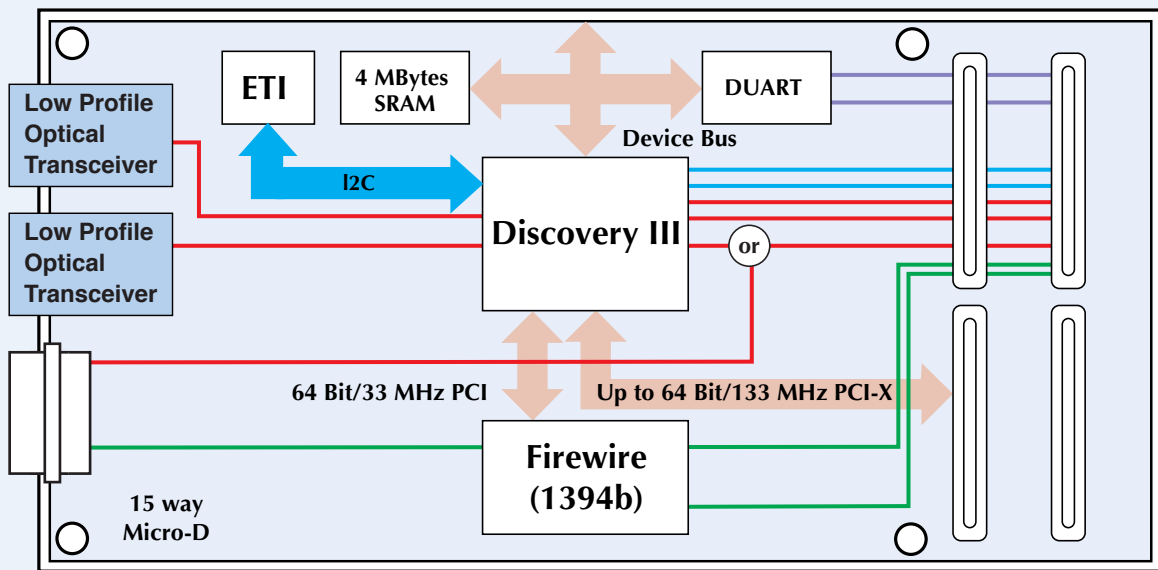 ETI
4 MBytes
SRAM
DUART
Low Profile
Optical
Transceiver
Device Bus
I2C
Low Profile
Optical
Transceiver
Discovery III
or
64 Bit/33 MHz PCI
Up to 64 Bit/133 MHz PCI-X
Firewire
(1394b)
15 way
Micro-D